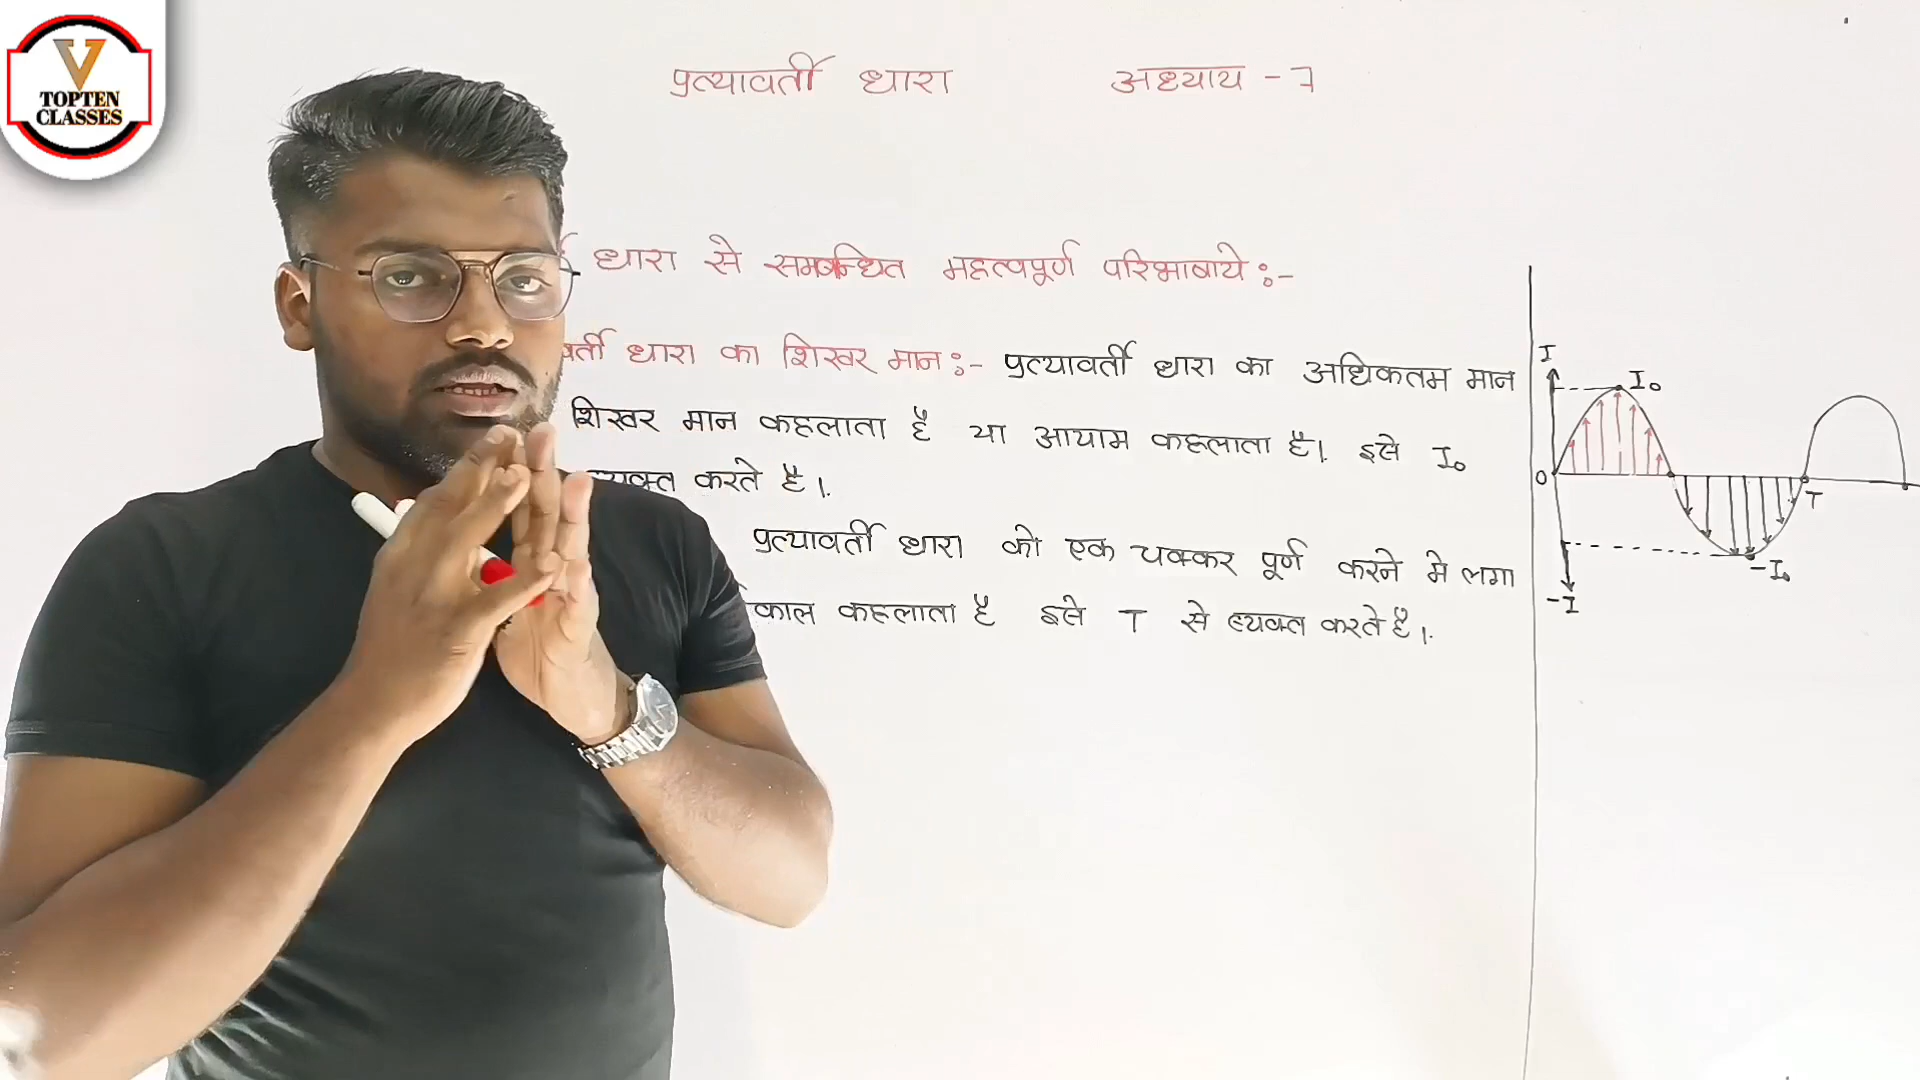 V
TOPTEN
CLASSES
प्रत्यावर्ती धारा अध्याय - 7
धारा से सम्बन्धित महत्वपूर्ण परिभाषाये :-
धारा का शिखर मान :- प्रत्यावर्ती धारा का अधिकतम मान
शिखर मान कहलाता है या आयाम कहलाता है। इसे I₀
करते है।
प्रत्यावर्ती धारा को एक चक्कर पूर्ण करने मे लगा
काल कहलाता है इसे T से व्यक्त करते है।
I
I₀
O
T
-I₀
-I